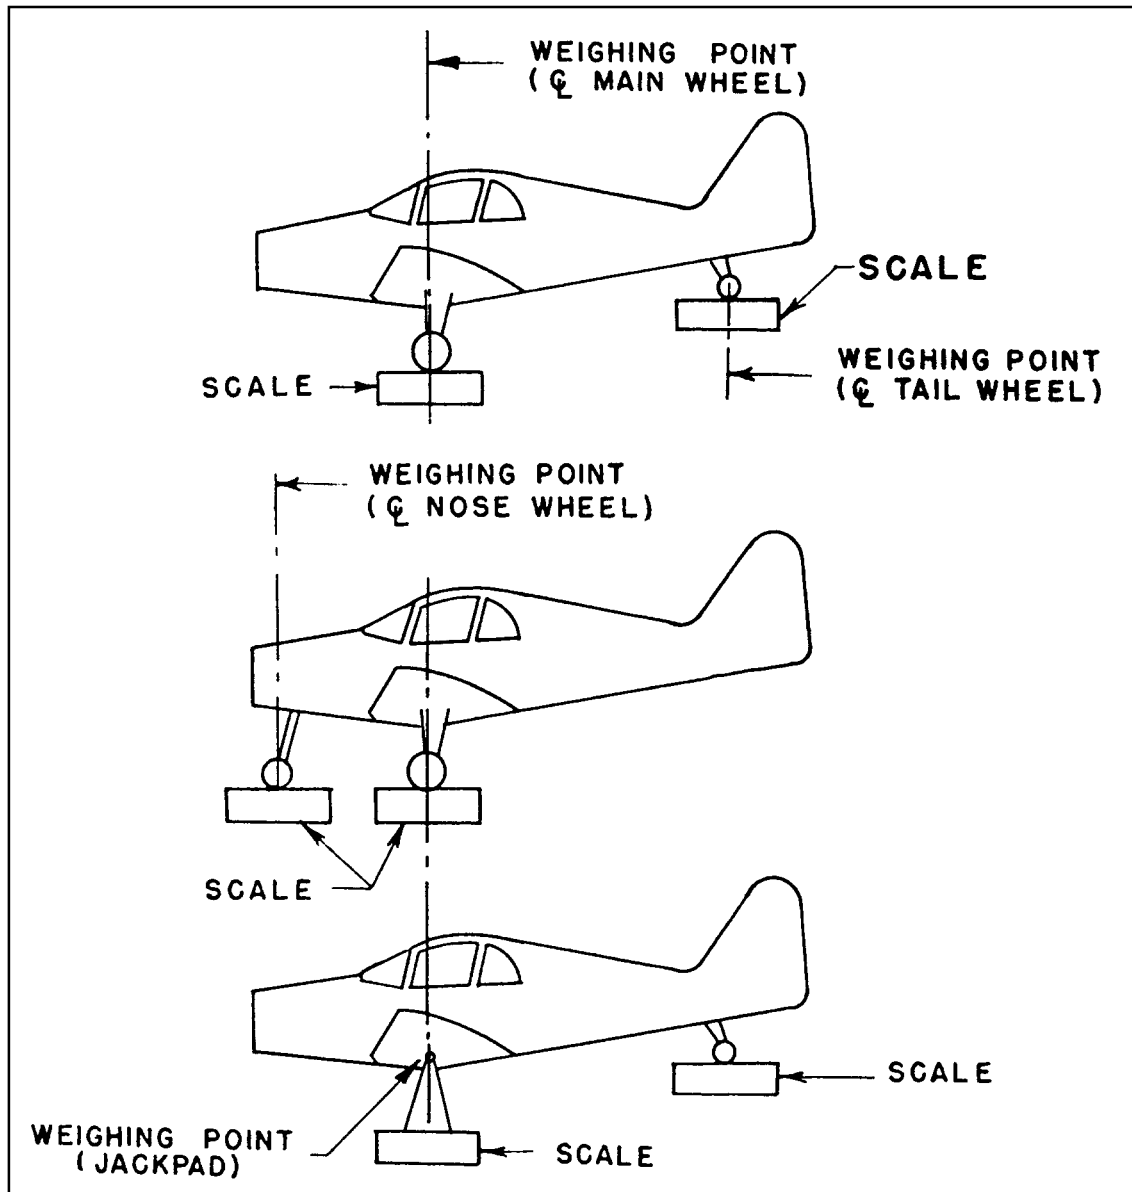 WEIGHING POINT
(℄ MAIN WHEEL)
SCALE
WEIGHING POINT
(℄ TAIL WHEEL)
SCALE
WEIGHING POINT
(℄ NOSE WHEEL)
SCALE
SCALE
WEIGHING POINT
(JACKPAD)
SCALE